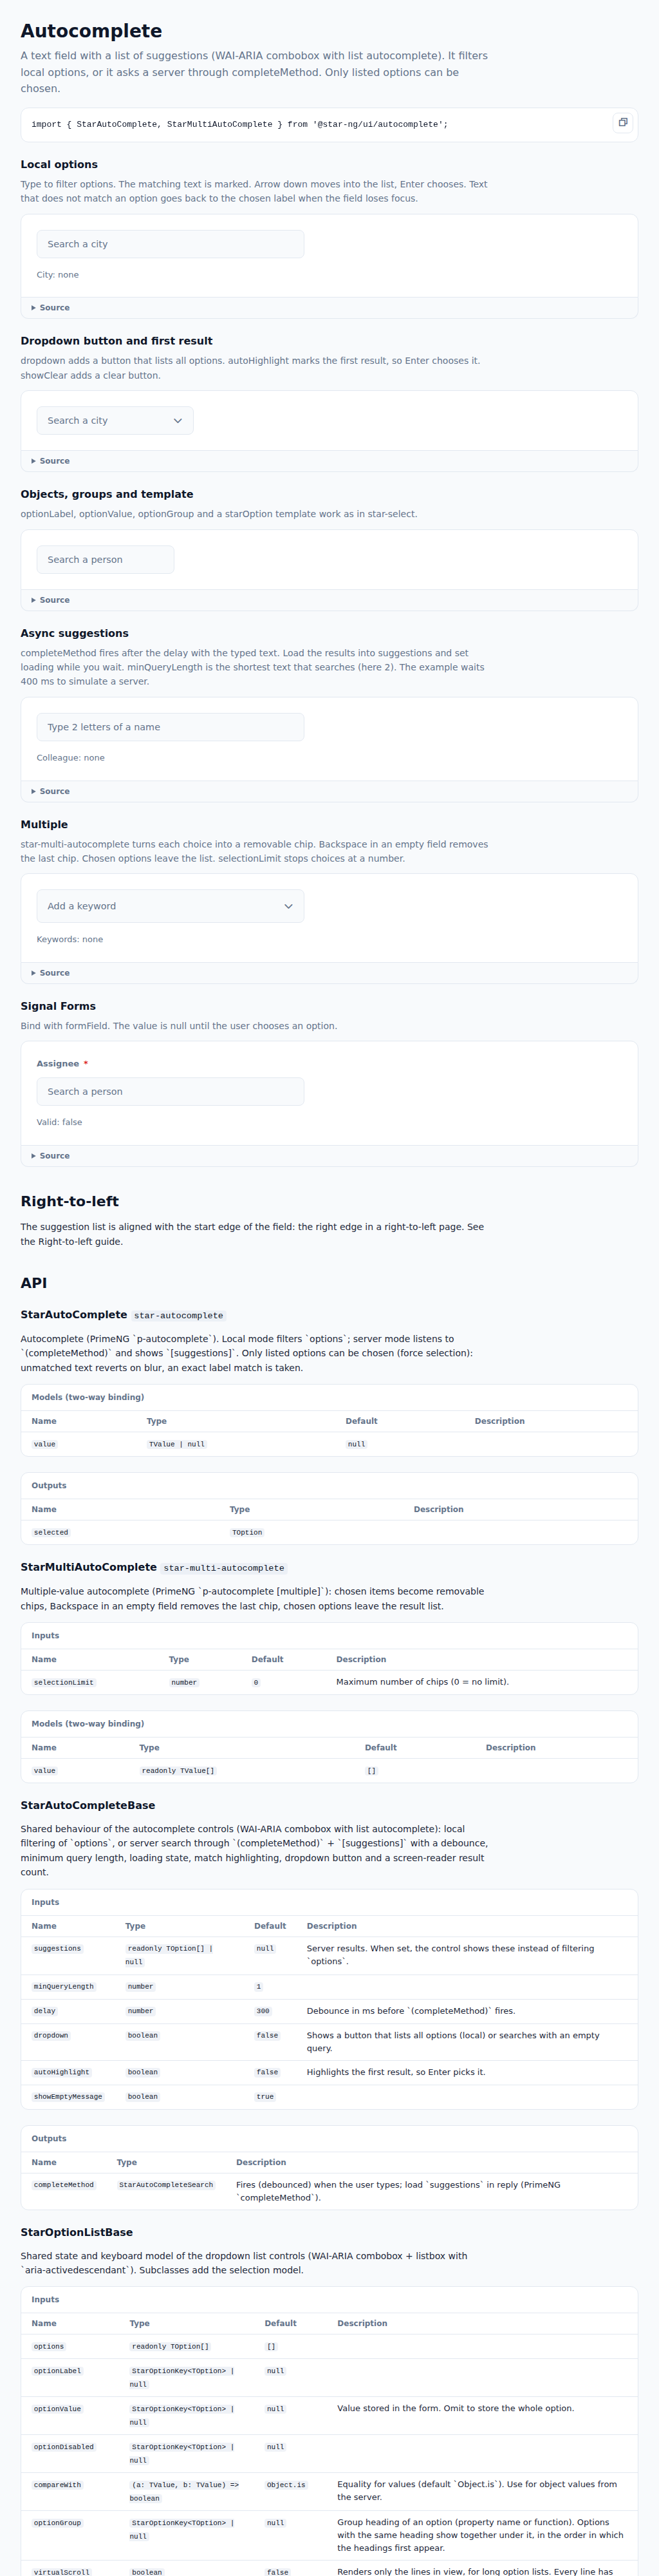 Autocomplete
A text field with a list of suggestions (WAI-ARIA combobox with list autocomplete). It filters
local options, or it asks a server through completeMethod. Only listed options can be
chosen.
import { StarAutoComplete, StarMultiAutoComplete } from '@star-ng/ui/autocomplete';
Local options
Type to filter options. The matching text is marked. Arrow down moves into the list, Enter chooses. Text
that does not match an option goes back to the chosen label when the field loses focus.
Search a city
City: none
Source
Dropdown button and first result
dropdown adds a button that lists all options. autoHighlight marks the first result, so Enter chooses it.
showClear adds a clear button.
Search a city
Source
Objects, groups and template
optionLabel, optionValue, optionGroup and a starOption template work as in star-select.
Search a person
Source
Async suggestions
completeMethod fires after the delay with the typed text. Load the results into suggestions and set
loading while you wait. minQueryLength is the shortest text that searches (here 2). The example waits
400 ms to simulate a server.
Type 2 letters of a name
Colleague: none
Source
Multiple
star-multi-autocomplete turns each choice into a removable chip. Backspace in an empty field removes
the last chip. Chosen options leave the list. selectionLimit stops choices at a number.
Add a keyword
Keywords: none
Source
Signal Forms
Bind with formField. The value is null until the user chooses an option.
Assignee *
Search a person
Valid: false
Source
Right-to-left
The suggestion list is aligned with the start edge of the field: the right edge in a right-to-left page. See
the Right-to-left guide.
API
StarAutoComplete star-autocomplete
Autocomplete (PrimeNG `p-autocomplete`). Local mode filters `options`; server mode listens to
`(completeMethod)` and shows `[suggestions]`. Only listed options can be chosen (force selection):
unmatched text reverts on blur, an exact label match is taken.
Models (two-way binding)
Name Type Default Description
value TValue | null null
Outputs
Name Type Description
selected TOption
StarMultiAutoComplete star-multi-autocomplete
Multiple-value autocomplete (PrimeNG `p-autocomplete [multiple]`): chosen items become removable
chips, Backspace in an empty field removes the last chip, chosen options leave the result list.
Inputs
Name Type Default Description
selectionLimit number 0 Maximum number of chips (0 = no limit).
Models (two-way binding)
Name Type Default Description
value readonly TValue[] []
StarAutoCompleteBase
Shared behaviour of the autocomplete controls (WAI-ARIA combobox with list autocomplete): local
filtering of `options`, or server search through `(completeMethod)` + `[suggestions]` with a debounce,
minimum query length, loading state, match highlighting, dropdown button and a screen-reader result
count.
Inputs
Name Type Default Description
suggestions readonly TOption[] | null Server results. When set, the control shows these instead of filtering
null `options`.
minQueryLength number 1
delay number 300 Debounce in ms before `(completeMethod)` fires.
dropdown boolean false Shows a button that lists all options (local) or searches with an empty
query.
autoHighlight boolean false Highlights the first result, so Enter picks it.
showEmptyMessage boolean true
Outputs
Name Type Description
completeMethod StarAutoCompleteSearch Fires (debounced) when the user types; load `suggestions` in reply (PrimeNG
`completeMethod`).
StarOptionListBase
Shared state and keyboard model of the dropdown list controls (WAI-ARIA combobox + listbox with
`aria-activedescendant`). Subclasses add the selection model.
Inputs
Name Type Default Description
options readonly TOption[] []
optionLabel StarOptionKey<TOption> | null
null
optionValue StarOptionKey<TOption> | null Value stored in the form. Omit to store the whole option.
null
optionDisabled StarOptionKey<TOption> | null
null
compareWith (a: TValue, b: TValue) => Object.is Equality for values (default `Object.is`). Use for object values from
boolean the server.
optionGroup StarOptionKey<TOption> | null Group heading of an option (property name or function). Options
null with the same heading show together under it, in the order in which
the headings first appear.
virtualScroll boolean false Renders only the lines in view, for long option lists. Every line has